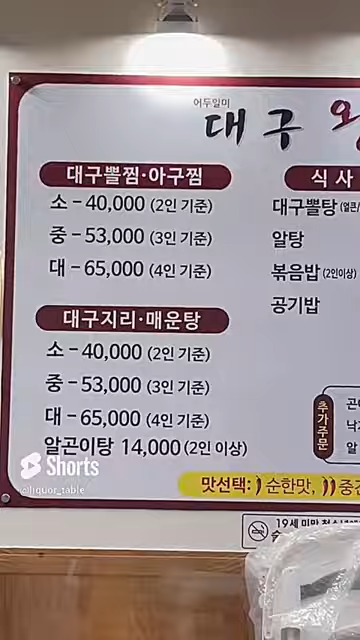 어두일미
대구
대구뽈찜·아구찜
소 - 40,000 (2인 기준)
중 - 53,000 (3인 기준)
대 - 65,000 (4인 기준)
대구지리·매운탕
소 - 40,000 (2인 기준)
중 - 53,000 (3인 기준)
대 - 65,000 (4인 기준)
알곤이탕 14,000 (2인 이상)
식사
대구뽈탕
알탕
볶음밥 (2인이상)
공기밥
추가주문
알
맛선택: 순한맛,
19세 미만
Shorts
@liquor_table